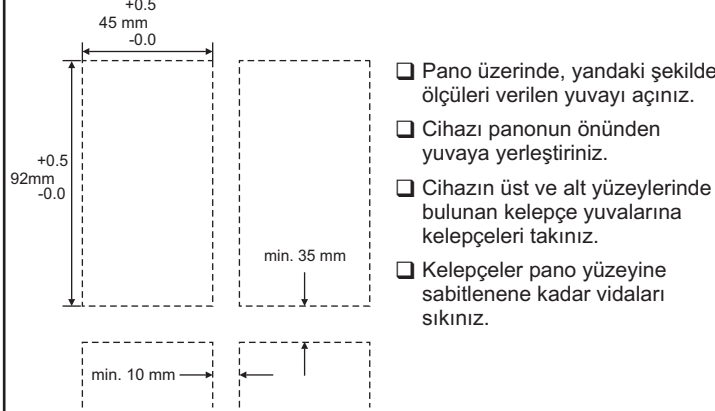 +0.5
45 mm
-0.0
+0.5
92mm
-0.0
min. 35 mm
min. 10 mm
Pano üzerinde, yandaki şekilde
ölçüleri verilen yuvayı açınız.
Cihazı panonun önünden
yuvaya yerleştiriniz.
Cihazın üst ve alt yüzeylerinde
bulunan kelepçe yuvalarına
kelepçeleri takınız.
Kelepçeler pano yüzeyine
sabitlenene kadar vidaları
sıkınız.